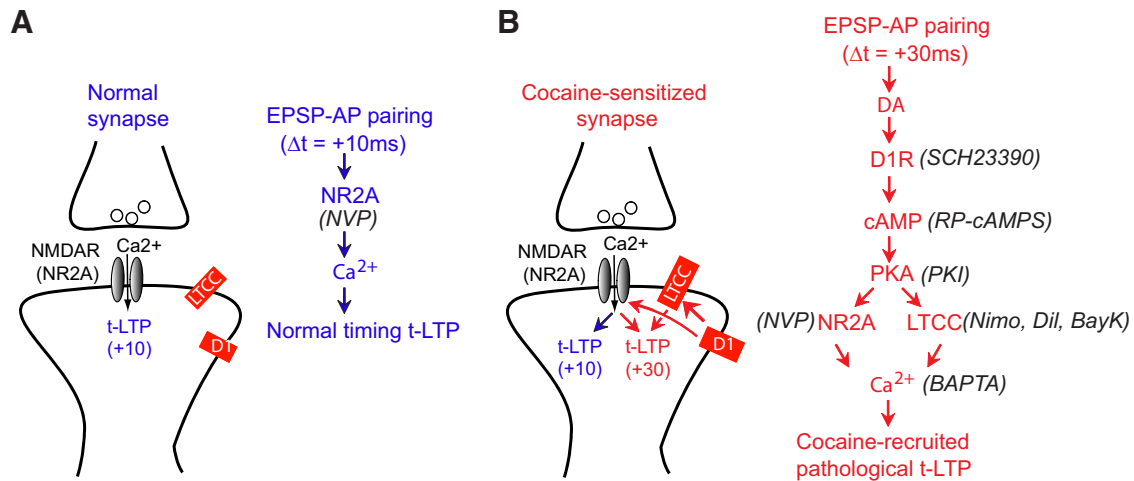 A
Normal
synapse
EPSP-AP pairing
(Δt = +10ms)
NR2A
(NVP)
Ca2+
Normal timing t-LTP
NMDAR
(NR2A)
Ca2+
LTCC
t-LTP
(+10)
D1
B
Cocaine-sensitized
synapse
NMDAR
(NR2A)
Ca2+
LTCC
D1
t-LTP
(+10)
t-LTP
(+30)
EPSP-AP pairing
(Δt = +30ms)
DA
D1R (SCH23390)
cAMP (RP-cAMPS)
PKA (PKI)
(NVP) NR2A LTCC (Nimo, Dil, BayK)
Ca2+ (BAPTA)
Cocaine-recruited
pathological t-LTP